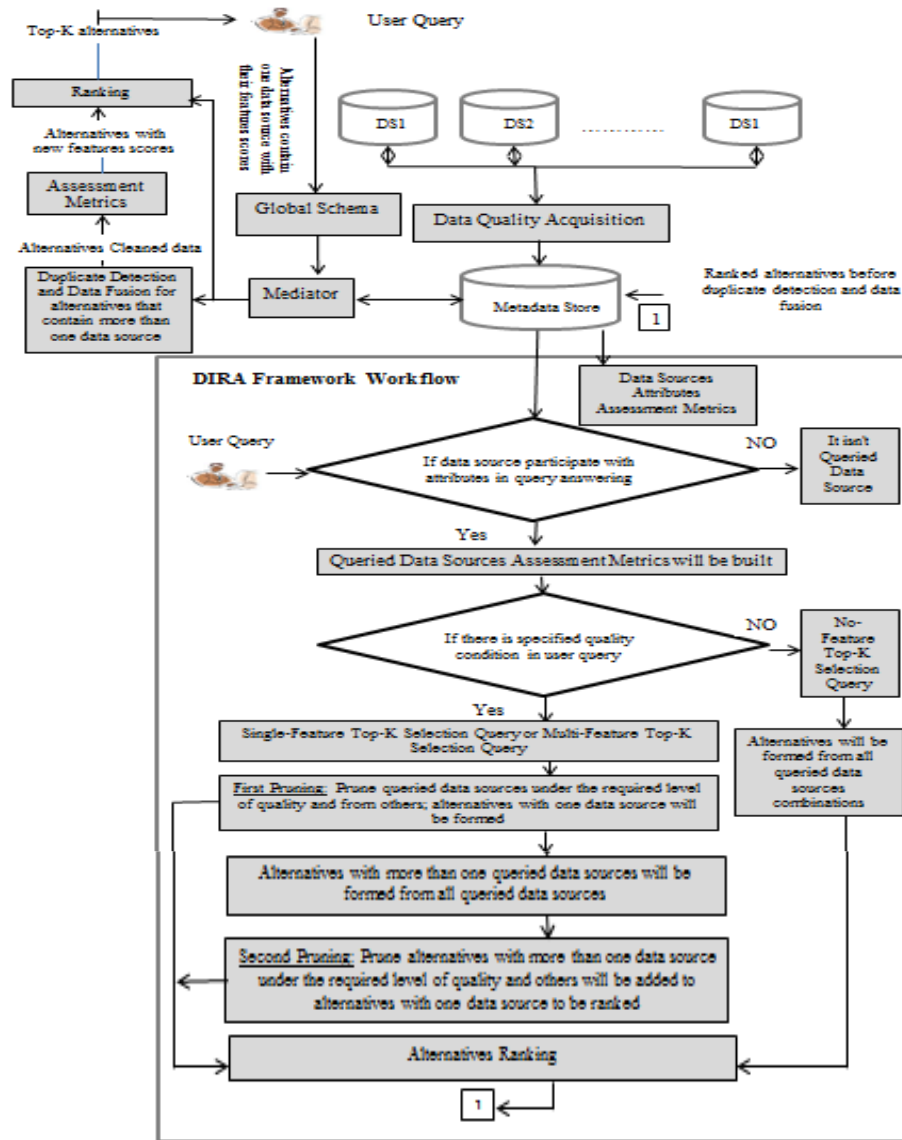 User Query
Top-K alternatives
Alternatives contain
one data source with
their features scores
Ranking
DS1
DS2
..................
DS1
Alternatives with
new features scores
Assessment
Metrics
Global Schema
Data Quality Acquisition
Alternatives Cleaned data
Duplicate Detection
and Data Fusion for
alternatives that
contain more than
one data source
Mediator
Metadata Store
Ranked alternatives before
duplicate detection and data
fusion
1
DIRA Framework Workflow
Data Sources
Attributes
Assessment Metrics
User Query
If data source participate with
attributes in query answering
NO
It isn't
Queried
Data
Source
Yes
Queried Data Sources Assessment Metrics will be built
If there is specified quality
condition in user query
NO
No-
Feature
Top-K
Selection
Query
Yes
Single-Feature Top-K Selection Query or Multi-Feature Top-K
Selection Query
Alternatives will be
formed from all
queried data
sources
combinations
First Pruning: Prune queried data sources under the required level
of quality and from others; alternatives with one data source will
be formed
Alternatives with more than one queried data sources will be
formed from all queried data sources
Second Pruning: Prune alternatives with more than one data source
under the required level of quality and others will be added to
alternatives with one data source to be ranked
Alternatives Ranking
1